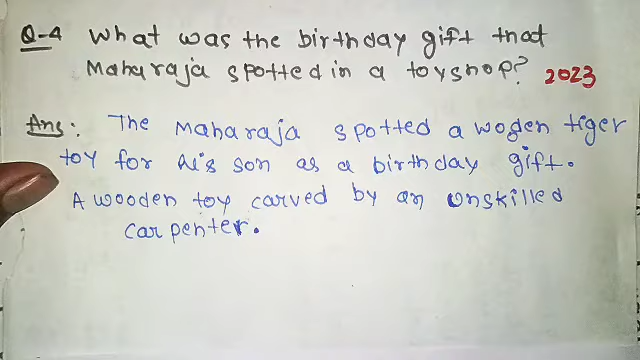 Q-4 What was the birthday gift that
Maharaja spotted in a toyshop? 2023
Ans: The Maharaja spotted a woden tiger
toy for his son as a birthday gift.
A wooden toy carved by an unskilled
carpenter.